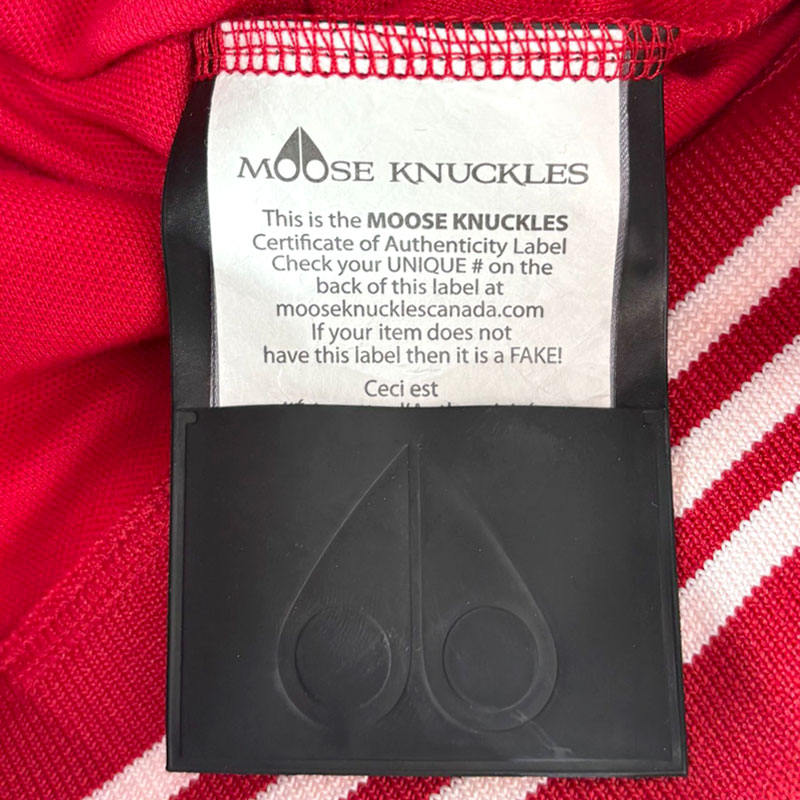 MOOSE KNUCKLES
This is the MOOSE KNUCKLES
Certificate of Authenticity Label
Check your UNIQUE # on the
back of this label at
mooseknucklescanada.com
If your item does not
have this label then it is a FAKE!
Ceci est